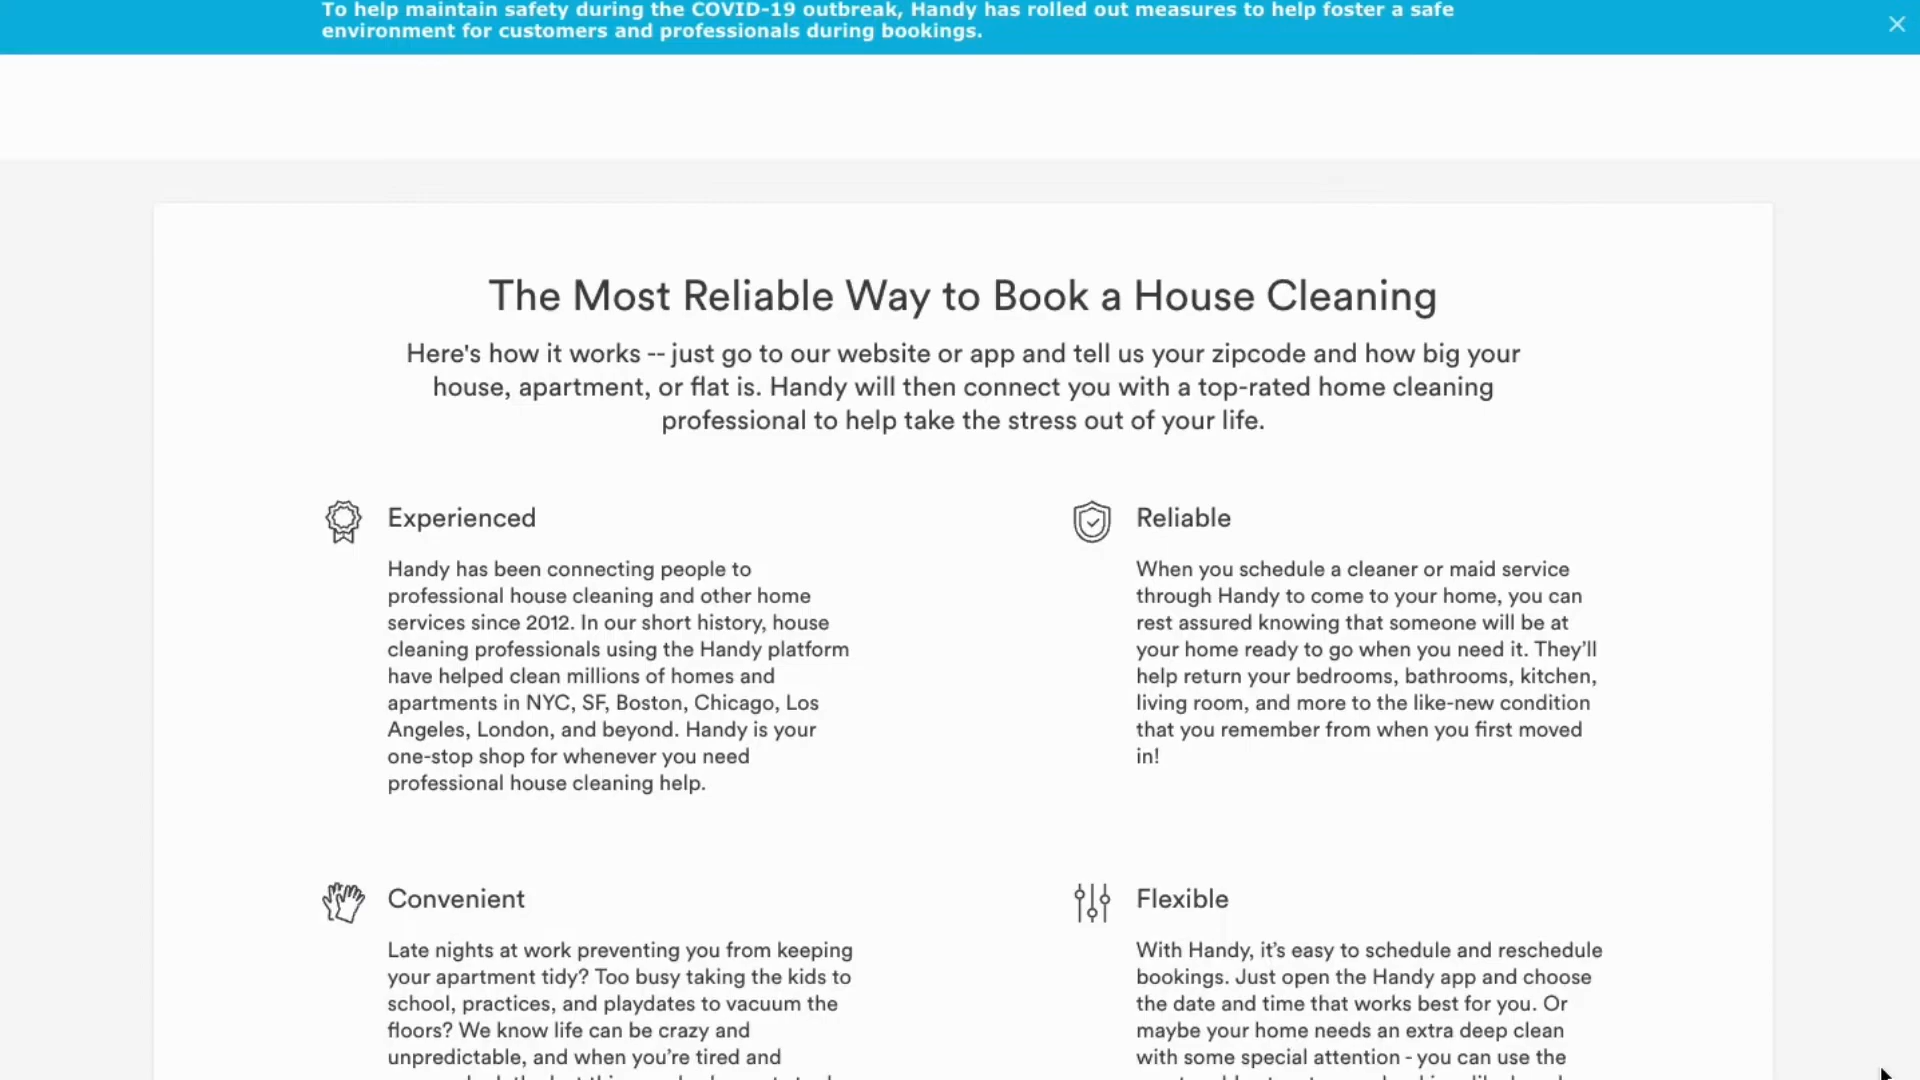 To help maintain safety during the COVID-19 outbreak, Handy has rolled out measures to help foster a safe
environment for customers and professionals during bookings.
The Most Reliable Way to Book a House Cleaning
Here's how it works -- just go to our website or app and tell us your zipcode and how big your
house, apartment, or flat is. Handy will then connect you with a top-rated home cleaning
professional to help take the stress out of your life.
Experienced
Handy has been connecting people to
professional house cleaning and other home
services since 2012. In our short history, house
cleaning professionals using the Handy platform
have helped clean millions of homes and
apartments in NYC, SF, Boston, Chicago, Los
Angeles, London, and beyond. Handy is your
one-stop shop for whenever you need
professional house cleaning help.
Reliable
When you schedule a cleaner or maid service
through Handy to come to your home, you can
rest assured knowing that someone will be at
your home ready to go when you need it. They’ll
help return your bedrooms, bathrooms, kitchen,
living room, and more to the like-new condition
that you remember from when you first moved
in!
Convenient
Late nights at work preventing you from keeping
your apartment tidy? Too busy taking the kids to
school, practices, and playdates to vacuum the
floors? We know life can be crazy and
unpredictable, and when you’re tired and
Flexible
With Handy, it’s easy to schedule and reschedule
bookings. Just open the Handy app and choose
the date and time that works best for you. Or
maybe your home needs an extra deep clean
with some special attention - you can use the